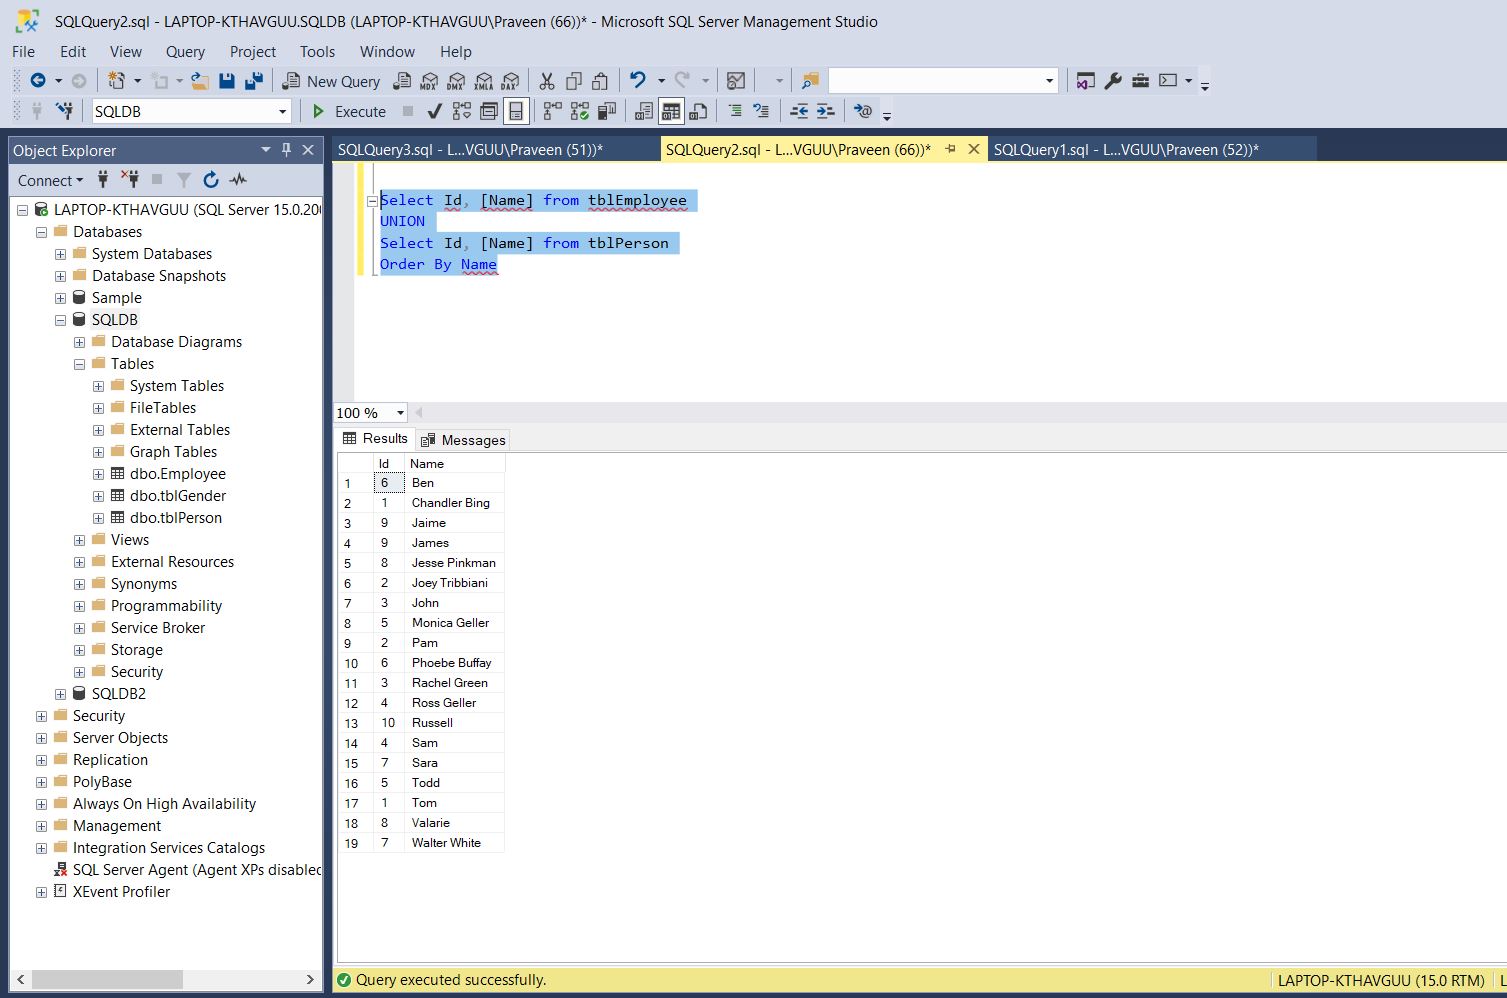 SQLQuery2.sql - LAPTOP-KTHAVGUU.SQLDB (LAPTOP-KTHAVGUU\Praveen (66))* - Microsoft SQL Server Management Studio
File Edit View Query Project Tools Window Help
New Query MDX DMX XMLA DAX
SQLDB Execute
Object Explorer
Connect
LAPTOP-KTHAVGUU (SQL Server 15.0.200
Databases
System Databases
Database Snapshots
Sample
SQLDB
Database Diagrams
Tables
System Tables
FileTables
External Tables
Graph Tables
dbo.Employee
dbo.tblGender
dbo.tblPerson
Views
External Resources
Synonyms
Programmability
Service Broker
Storage
Security
SQLDB2
Security
Server Objects
Replication
PolyBase
Always On High Availability
Management
Integration Services Catalogs
SQL Server Agent (Agent XPs disabled
XEvent Profiler
SQLQuery3.sql - L...VGUU\Praveen (51))* SQLQuery2.sql - L...VGUU\Praveen (66))* SQLQuery1.sql - L...VGUU\Praveen (52))*
Select Id, [Name] from tblEmployee
UNION
Select Id, [Name] from tblPerson
Order By Name
100 %
Results Messages
Id Name
1 6 Ben
2 1 Chandler Bing
3 9 Jaime
4 9 James
5 8 Jesse Pinkman
6 2 Joey Tribbiani
7 3 John
8 5 Monica Geller
9 2 Pam
10 6 Phoebe Buffay
11 3 Rachel Green
12 4 Ross Geller
13 10 Russell
14 4 Sam
15 7 Sara
16 5 Todd
17 1 Tom
18 8 Valarie
19 7 Walter White
Query executed successfully. LAPTOP-KTHAVGUU (15.0 RTM) L